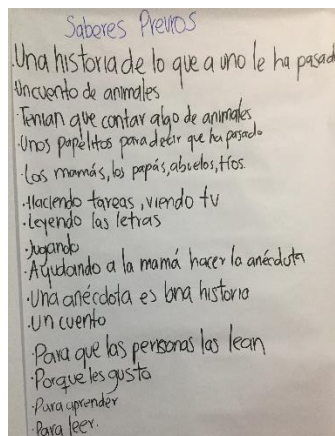 Saberes Previos
·Una historia de lo que a uno le ha pasado
·Un cuento de animales
·Tenian que contar algo de animales
·Unos papelitos para decir que ha pasado
·Las mamás, los papás, abuelos, tíos.
·Haciendo tareas, viendo tv
·Leyendo las letras
·Jugando
·Ayudando a la mamá hacer la anécdota
·Una anécdota es una historia
·Un cuento
·Para que las personas las lean
·Porque les gusta
·Para aprender
·Para leer.